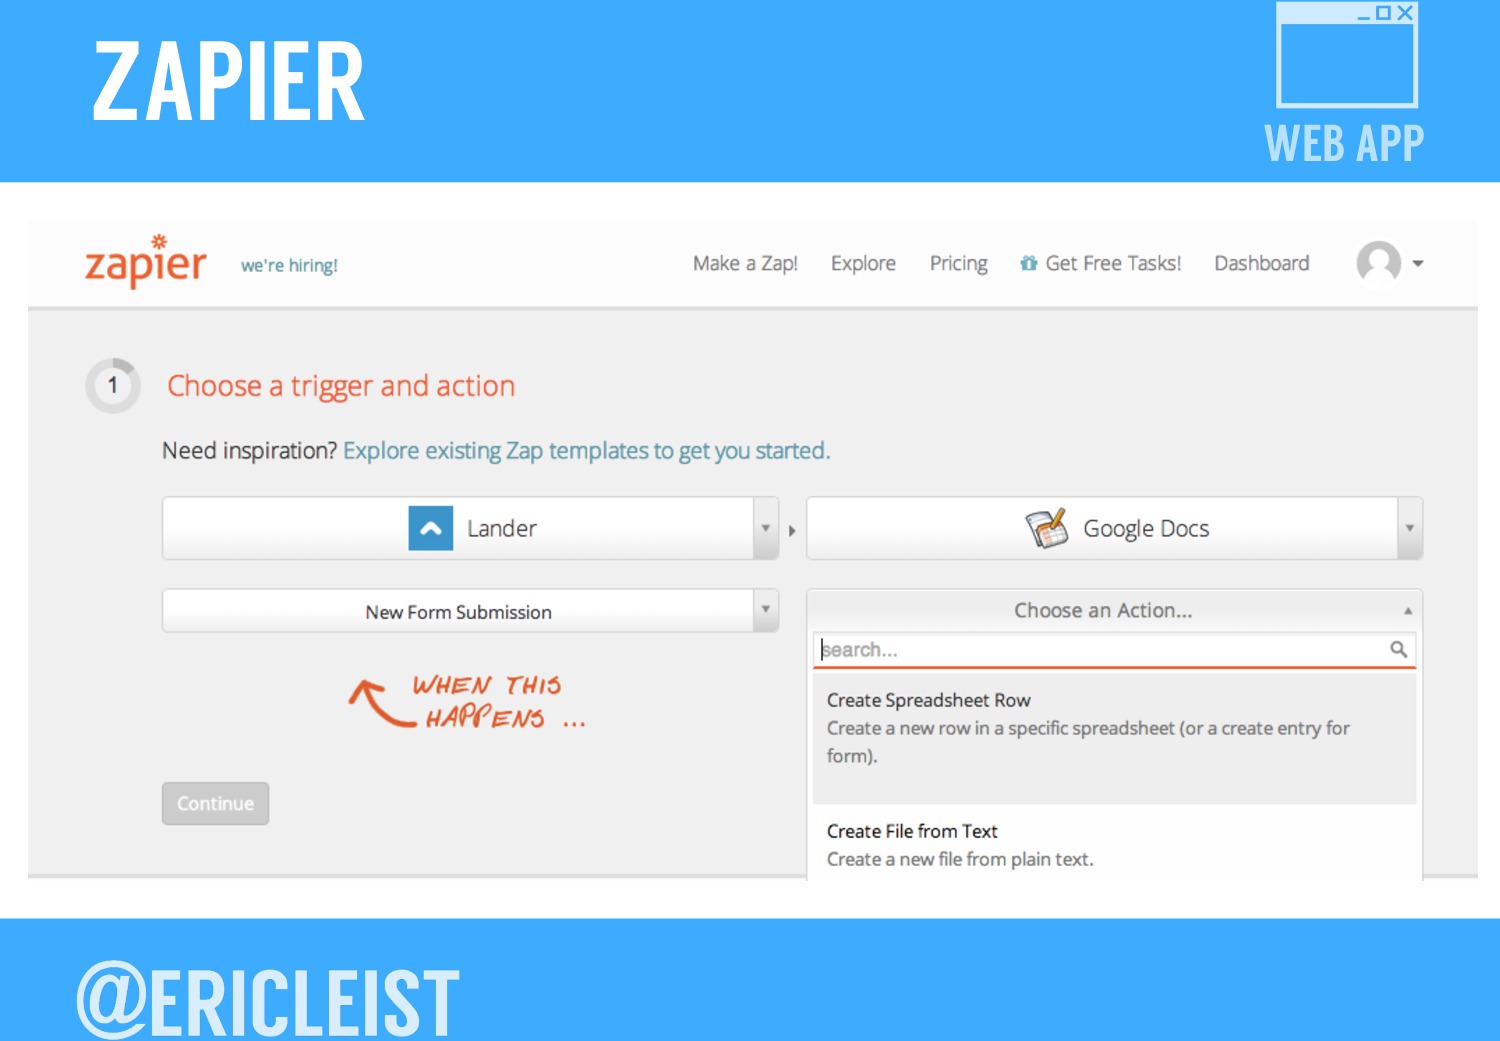 ZAPIER
WEB APP
zapier we're hiring! Make a Zap! Explore Pricing Get Free Tasks! Dashboard
1 Choose a trigger and action
Need inspiration? Explore existing Zap templates to get you started.
Lander Google Docs
New Form Submission Choose an Action...
search...
WHEN THIS
HAPPENS ...
Create Spreadsheet Row
Create a new row in a specific spreadsheet (or a create entry for
form).
Continue
Create File from Text
Create a new file from plain text.
@ERICLEIST